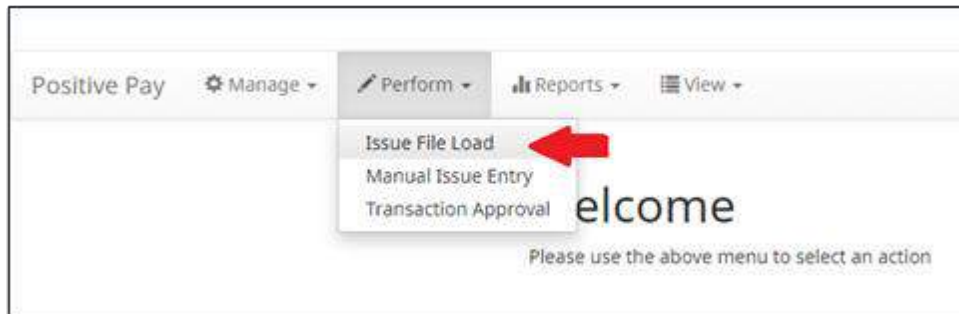 Positive Pay Manage Perform Reports View
Issue File Load
Manual Issue Entry
Transaction Approval
elcome
Please use the above menu to select an action